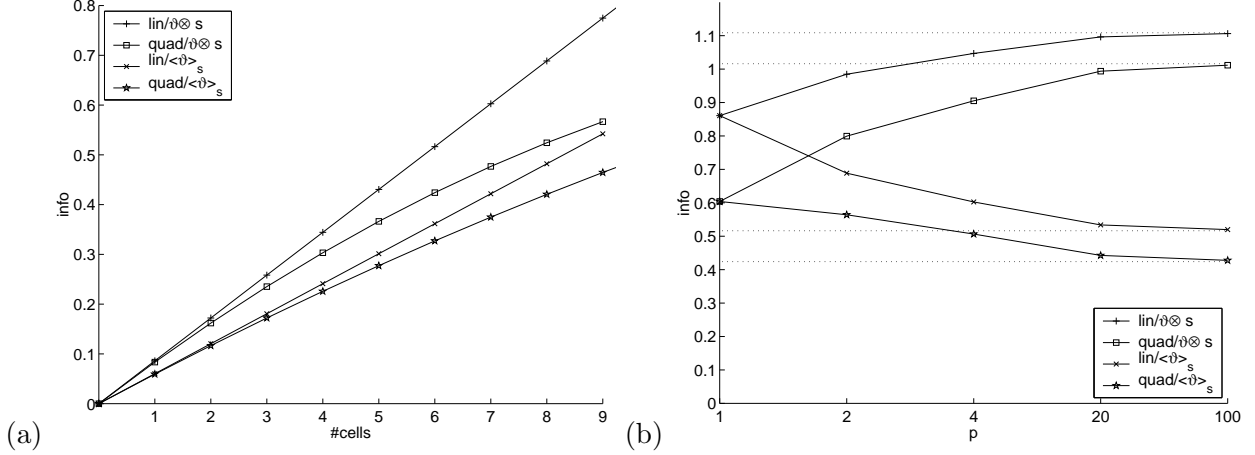 lin/ϑ⊗ s
quad/ϑ⊗ s
lin/<ϑ>s
quad/<ϑ>s
0.8
0.7
0.6
0.5
0.4
0.3
0.2
0.1
0
info
1 2 3 4 5 6 7 8 9
#cells
(a)
1.1
1
0.9
0.8
0.7
0.6
0.5
0.4
0.3
0.2
0.1
0
info
lin/ϑ⊗ s
quad/ϑ⊗ s
lin/<ϑ>s
quad/<ϑ>s
1 2 4 20 100
p
(b)